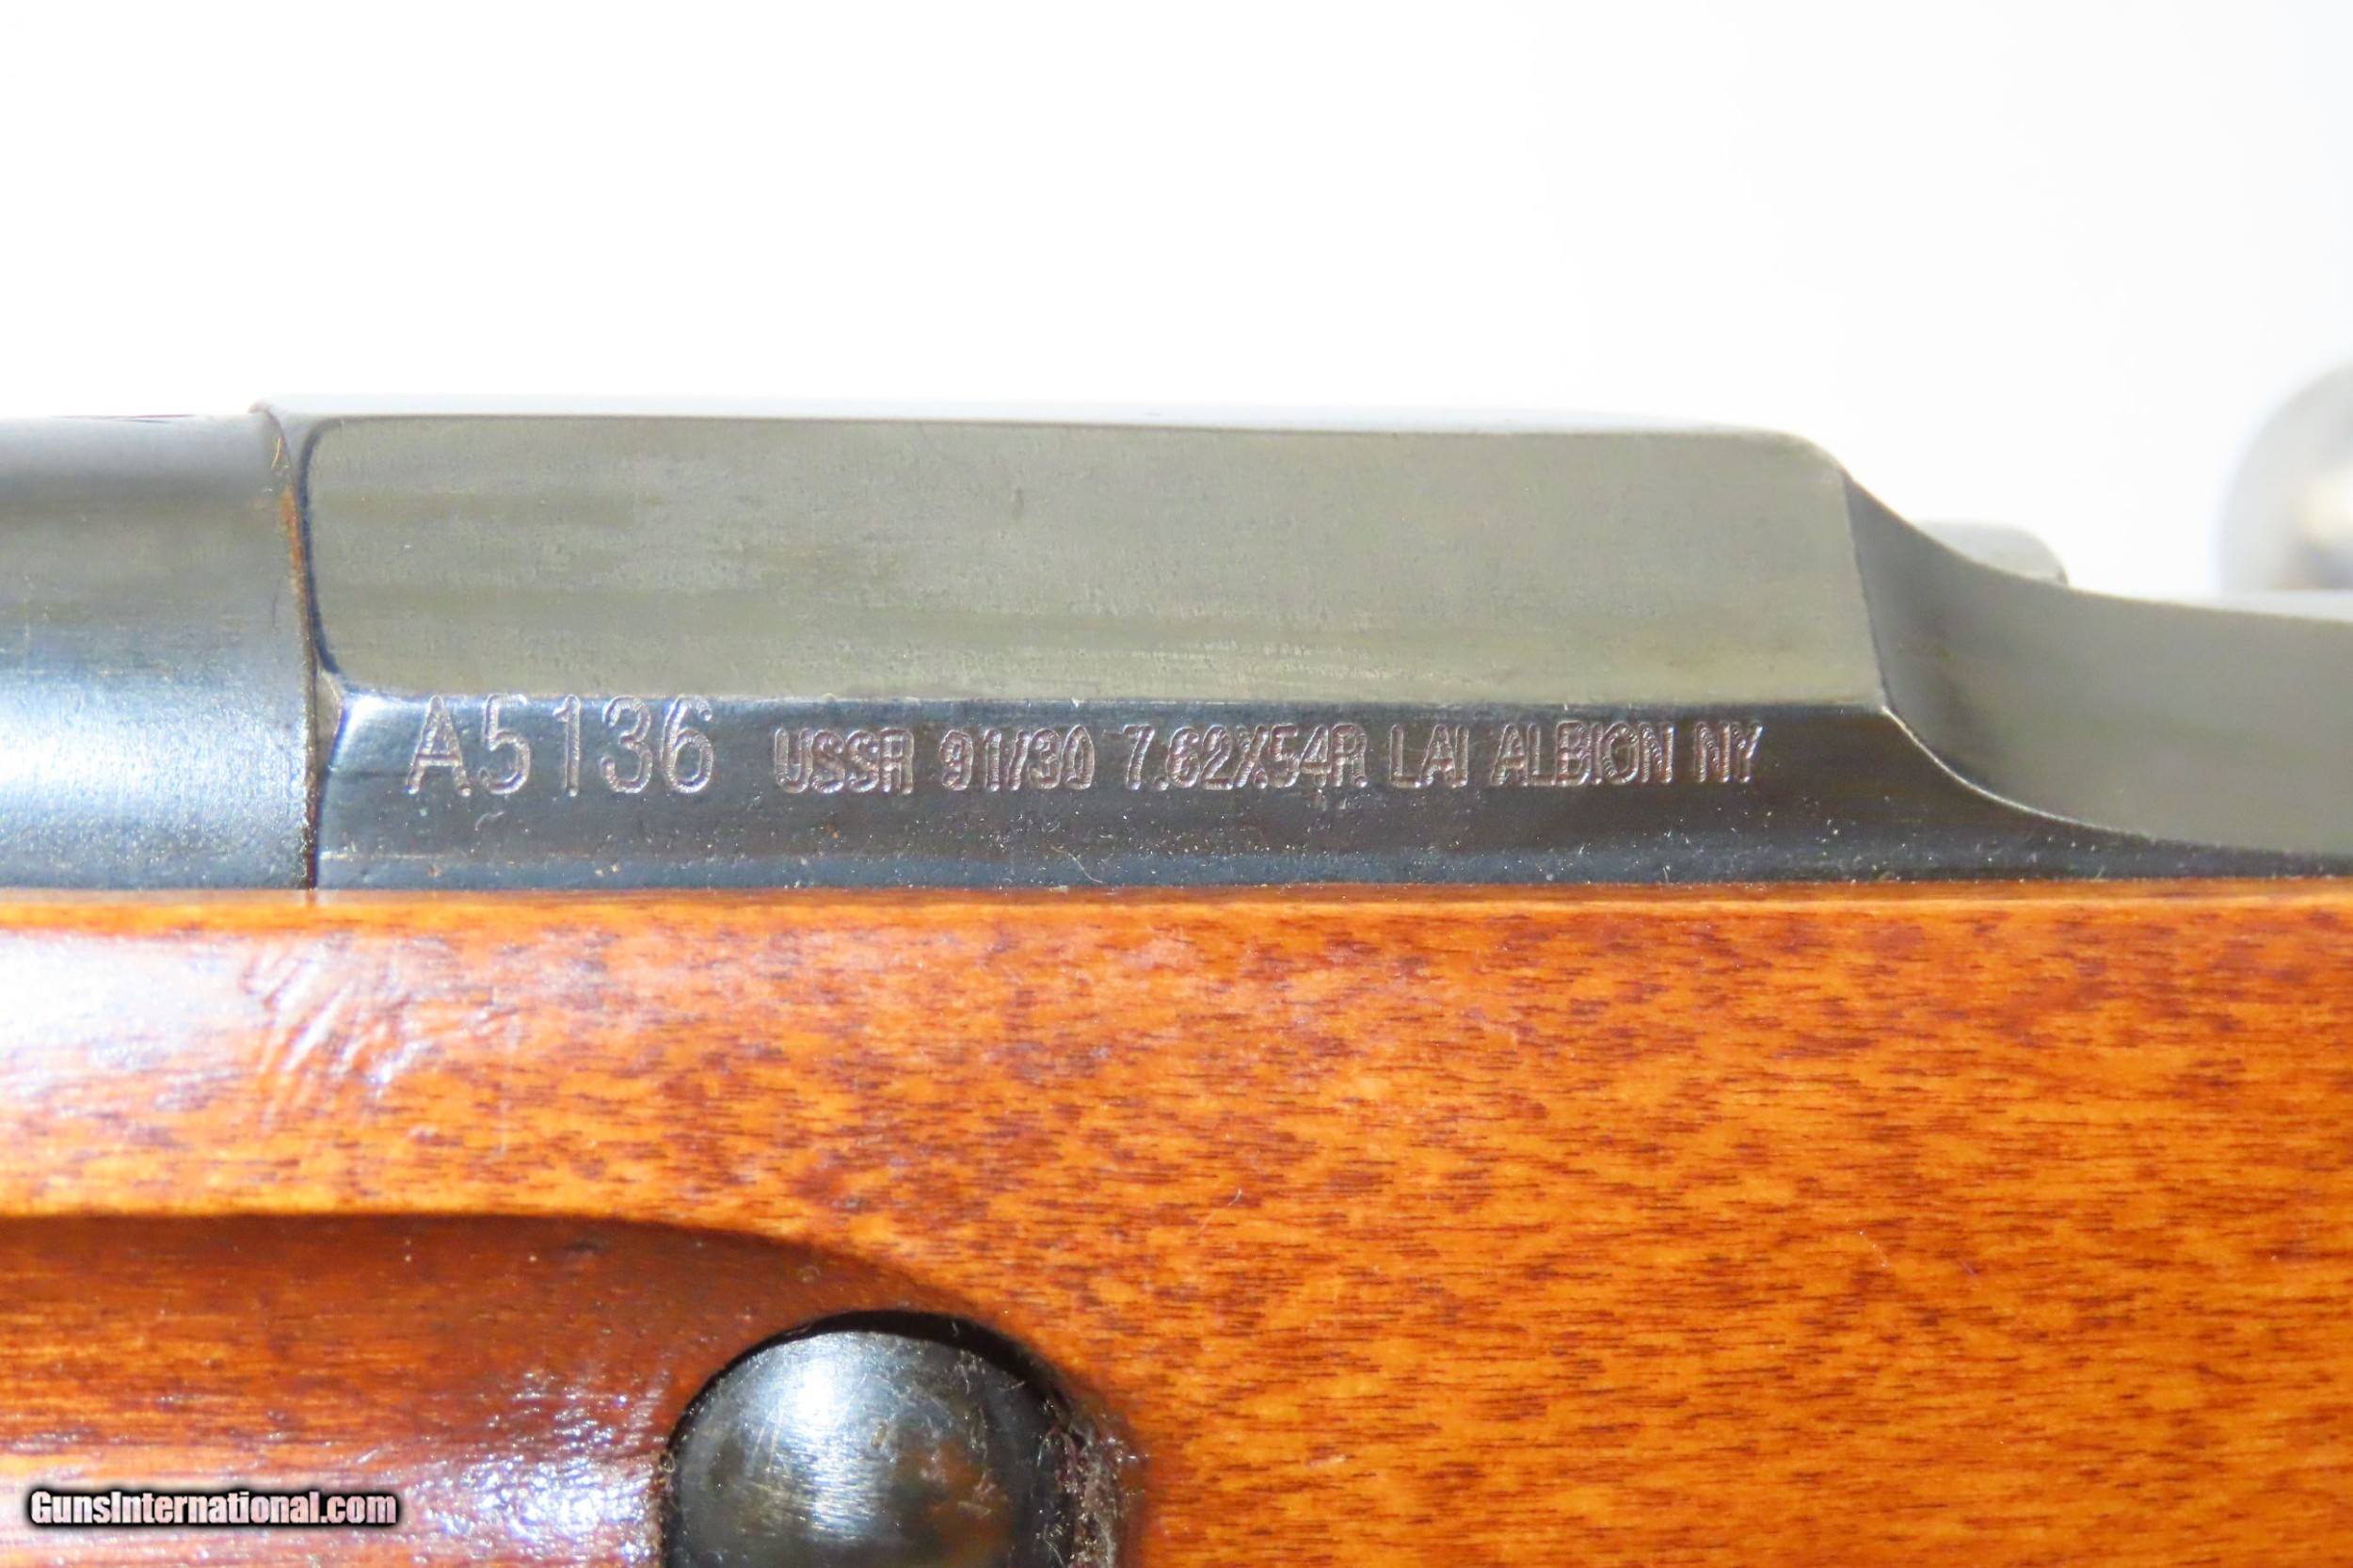 A5136 USSR 91/30 7.62X54R LAI ALBION NY
GunsInternational.com